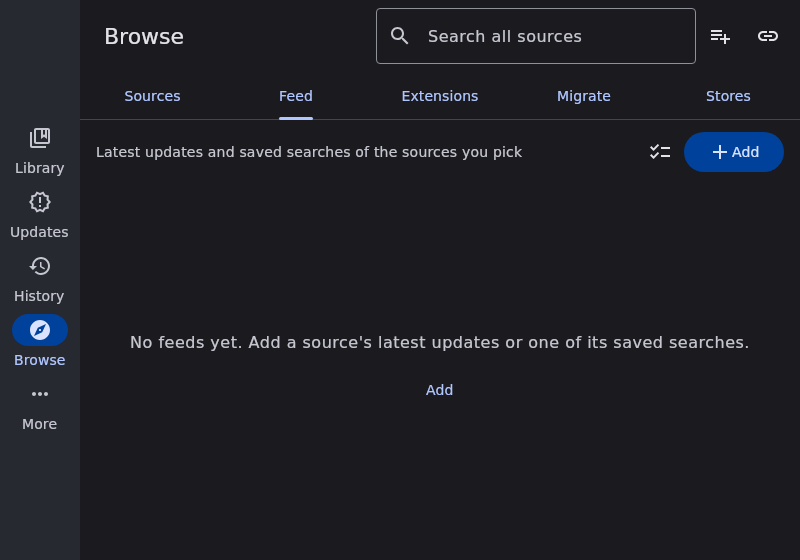 Browse
Search all sources
Sources
Feed
Extensions
Migrate
Stores
Latest updates and saved searches of the sources you pick
Add
Library
Updates
History
Browse
More
No feeds yet. Add a source's latest updates or one of its saved searches.
Add